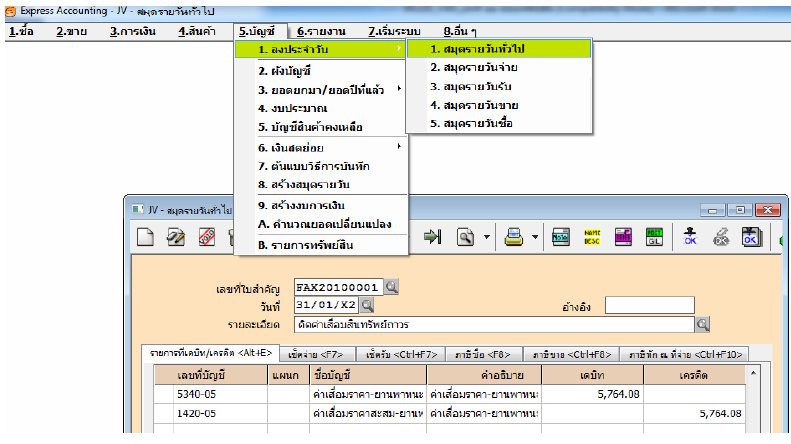 Express Accounting - JV - สมุดรายวันทั่วไป
1.ซื้อ 2.ขาย 3.การเงิน 4.สินค้า 5.บัญชี 6.รายงาน 7.เริ่มระบบ 8.อื่น ๆ
1. ลงประจำวัน
2. ผังบัญชี
3. ยอดยกมา/ยอดปีที่แล้ว
4. งบประมาณ
5. บัญชีสินค้าคงเหลือ
6. เงินสดย่อย
7. ต้นแบบวิธีการบันทึก
8. สร้างสมุดรายวัน
9. สร้างงบการเงิน
A. คำนวณยอดเปลี่ยนแปลง
B. รายการทรัพย์สิน
1. สมุดรายวันทั่วไป
2. สมุดรายวันจ่าย
3. สมุดรายวันรับ
4. สมุดรายวันขาย
5. สมุดรายวันซื้อ
JV - สมุดรายวันทั่วไป
เลขที่ใบสำคัญ FAX20100001
วันที่ 31/01/X2 อ้างอิง
รายละเอียด คิดค่าเสื่อมสินทรัพย์ถาวร
รายการที่เดบิท/เครดิต <Alt+E> เช็คจ่าย <F7> เช็ครับ <Ctrl+F7> ภาษีซื้อ <F8> ภาษีขาย <Ctrl+F8> ภาษีหัก ณ ที่จ่าย <Ctrl+F10>
เลขที่บัญชี แผนก ชื่อบัญชี คำอธิบาย เดบิท เครดิต
5340-05 ค่าเสื่อมราคา-ยานพาหนะ ค่าเสื่อมราคา-ยานพาหนะ 5,764.08
1420-05 ค่าเสื่อมราคาสะสม-ยานพ ค่าเสื่อมราคา-ยานพาหนะ 5,764.08